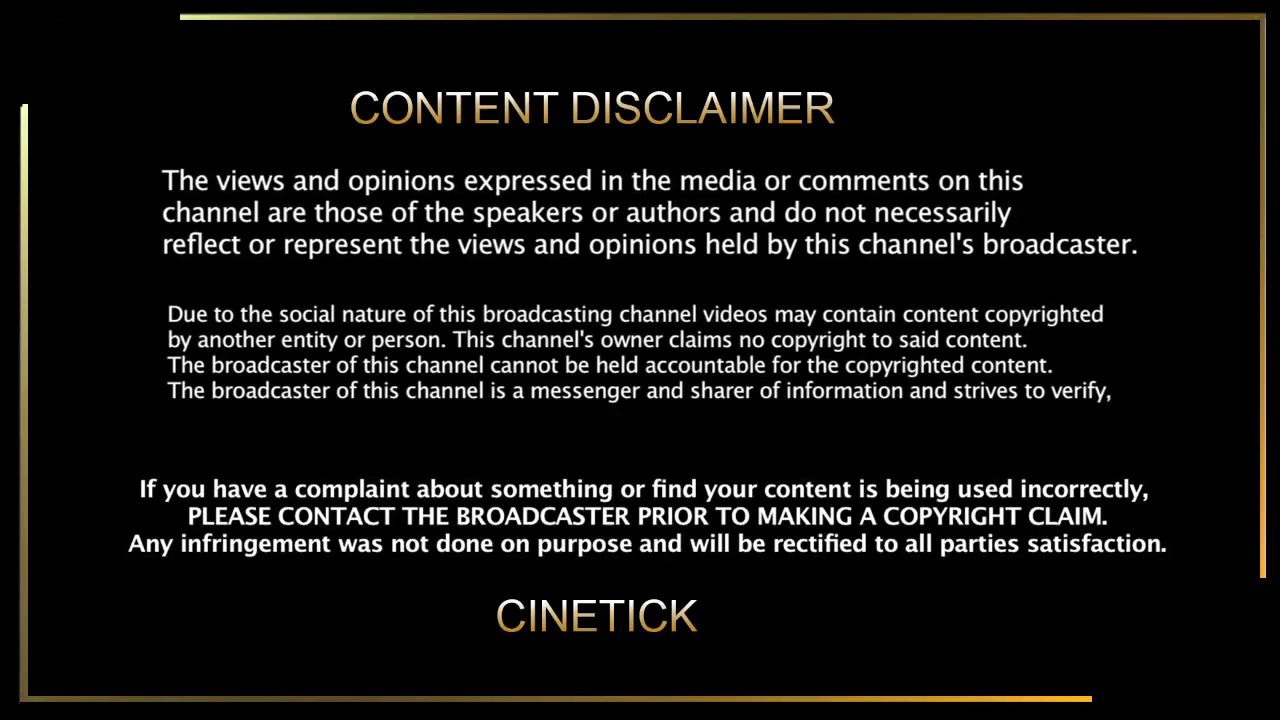 CONTENT DISCLAIMER
The views and opinions expressed in the media or comments on this
channel are those of the speakers or authors and do not necessarily
reflect or represent the views and opinions held by this channel's broadcaster.
Due to the social nature of this broadcasting channel videos may contain content copyrighted
by another entity or person. This channel's owner claims no copyright to said content.
The broadcaster of this channel cannot be held accountable for the copyrighted content.
The broadcaster of this channel is a messenger and sharer of information and strives to verify,
If you have a complaint about something or find your content is being used incorrectly,
PLEASE CONTACT THE BROADCASTER PRIOR TO MAKING A COPYRIGHT CLAIM.
Any infringement was not done on purpose and will be rectified to all parties satisfaction.
CINETICK